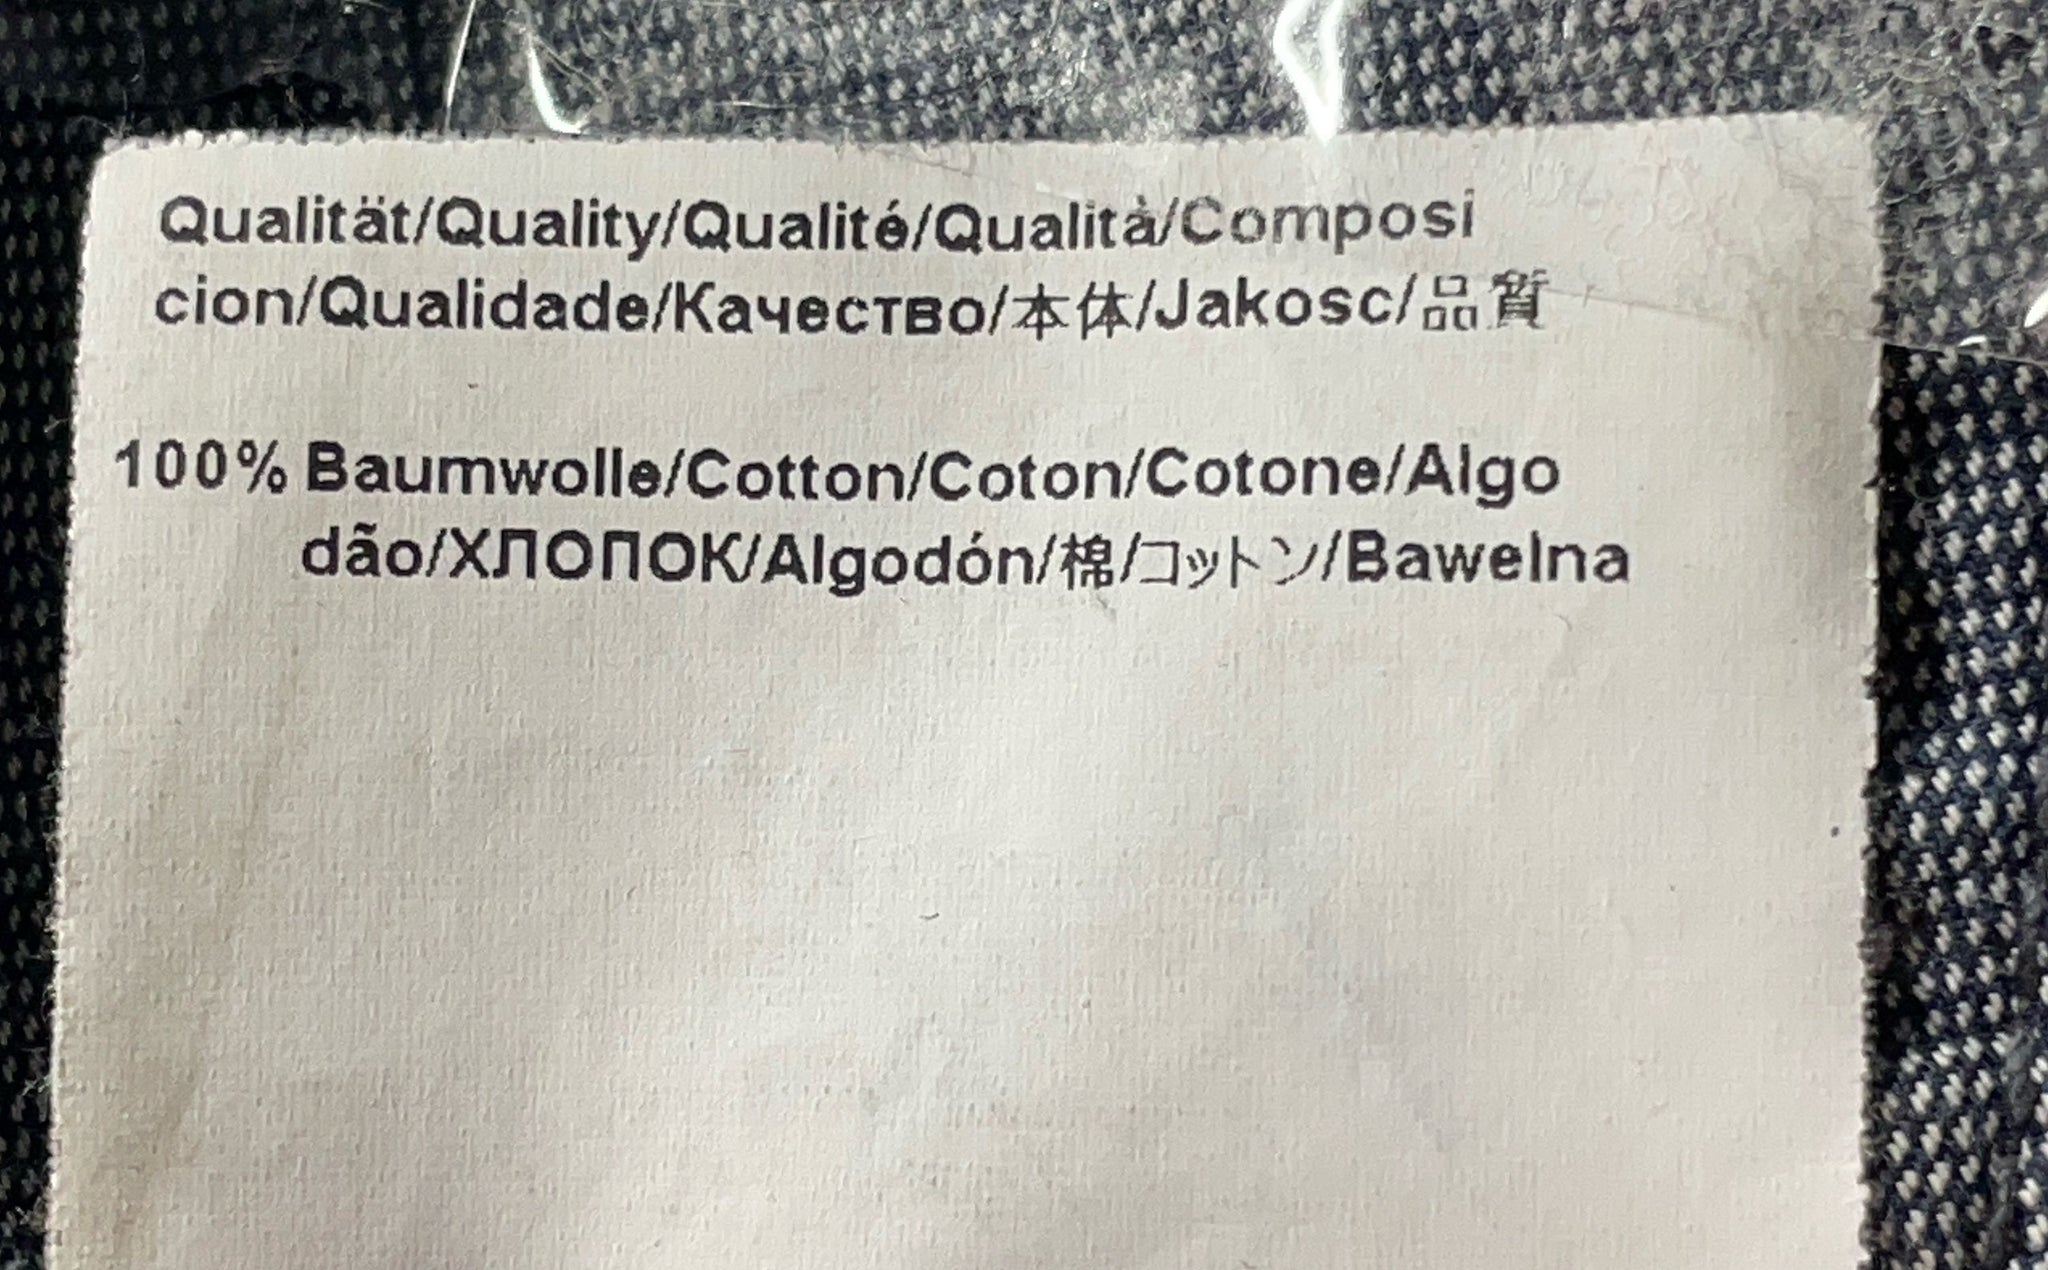 Qualität/Quality/Qualité/Qualità/Composi
cion/Qualidade/Качество/本体/Jakosc/品質
100% Baumwolle/Cotton/Coton/Cotone/Algo
dão/ХЛОПОК/Algodón/棉/コットン/Bawelna